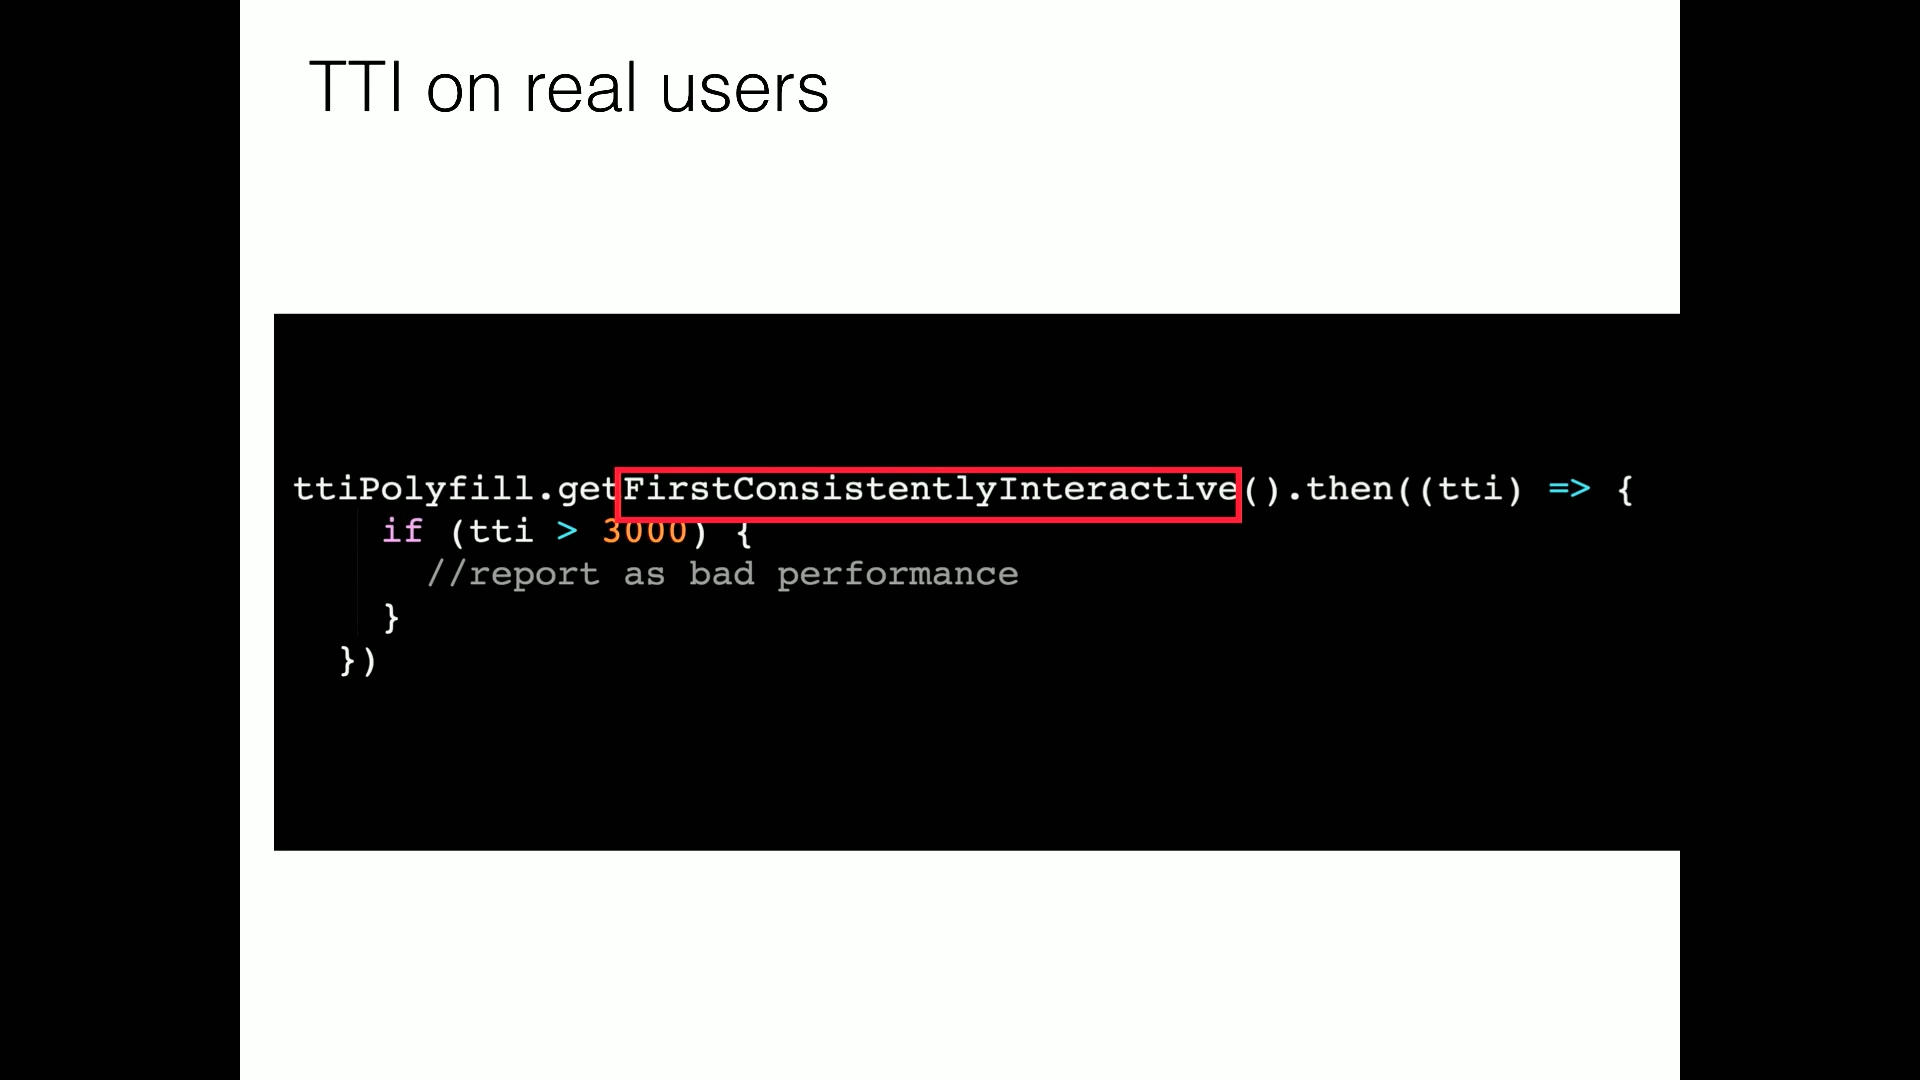 TTI on real users
ttiPolyfill.getFirstConsistentlyInteractive().then((tti) => {
if (tti > 3000) {
//report as bad performance
}
})